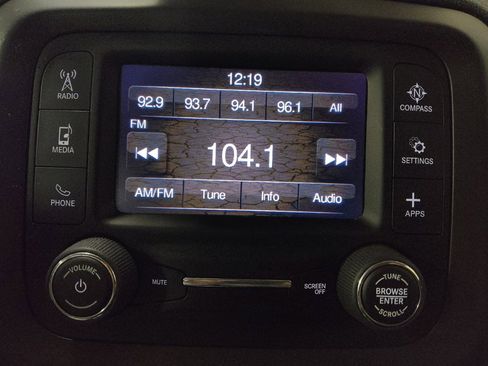 12:19
92.9 93.7 94.1 96.1 All
FM
104.1
AM/FM Tune Info Audio
RADIO
MEDIA
PHONE
N
COMPASS
SETTINGS
APPS
VOLUME
MUTE
SCREEN
OFF
TUNE
BROWSE
ENTER
SCROLL